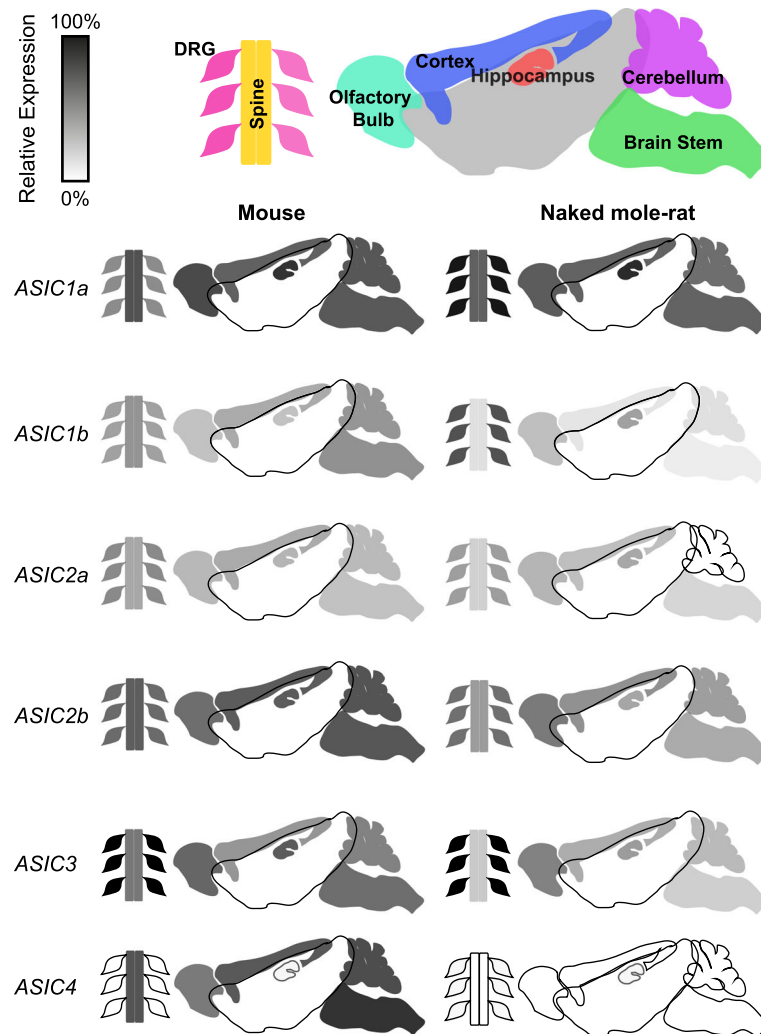 100%
Relative Expression
0%
DRG
Spine
Cortex
Hippocampus
Cerebellum
Olfactory
Bulb
Brain Stem
Mouse
Naked mole-rat
ASIC1a
ASIC1b
ASIC2a
ASIC2b
ASIC3
ASIC4